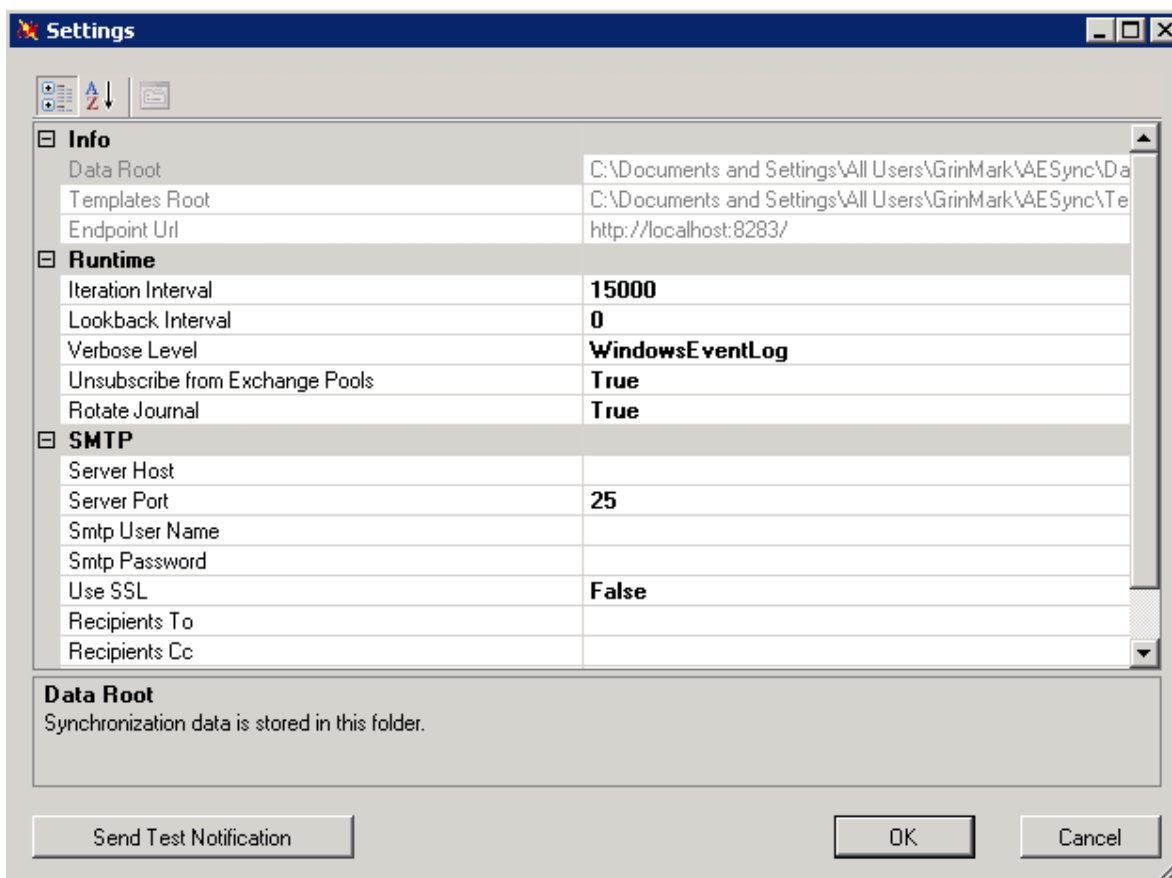 Settings
Info
Data Root C:\Documents and Settings\All Users\GrinMark\AESync\Da
Templates Root C:\Documents and Settings\All Users\GrinMark\AESync\Te
Endpoint Url http://localhost:8283/
Runtime
Iteration Interval 15000
Lookback Interval 0
Verbose Level WindowsEventLog
Unsubscribe from Exchange Pools True
Rotate Journal True
SMTP
Server Host
Server Port 25
Smtp User Name
Smtp Password
Use SSL False
Recipients To
Recipients Cc
Data Root
Synchronization data is stored in this folder.
Send Test Notification OK Cancel